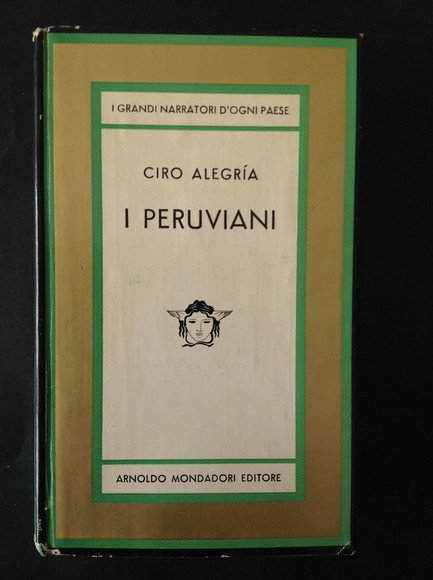 I GRANDI NARRATORI D'OGNI PAESE
CIRO ALEGRÍA
I PERUVIANI
ARNOLDO MONDADORI EDITORE